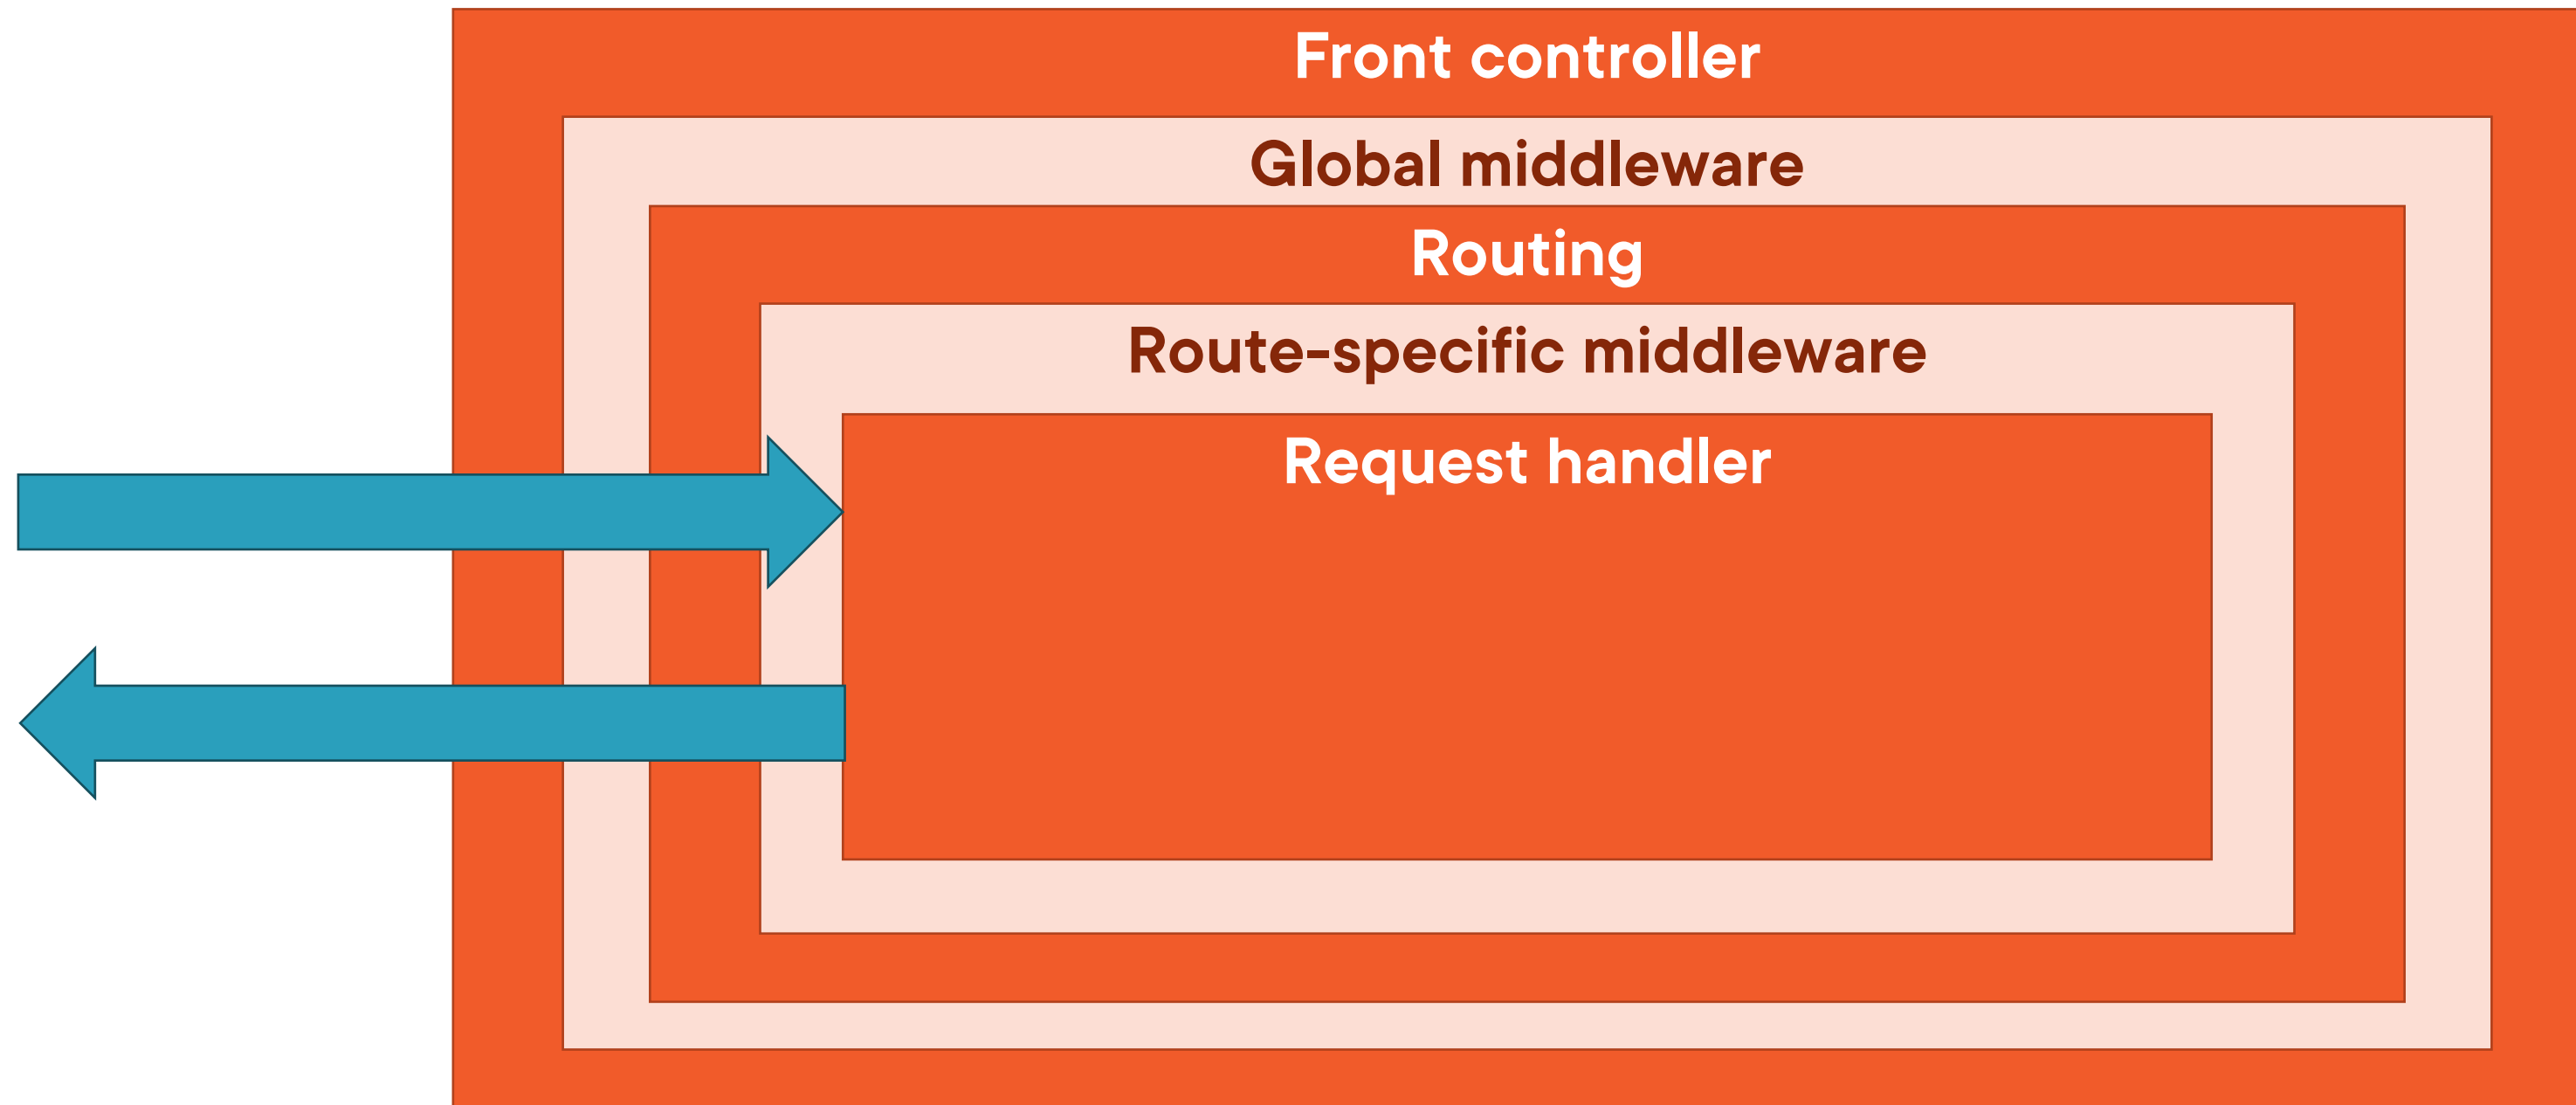 Front controller
Global middleware
Routing
Route-specific middleware
Request handler